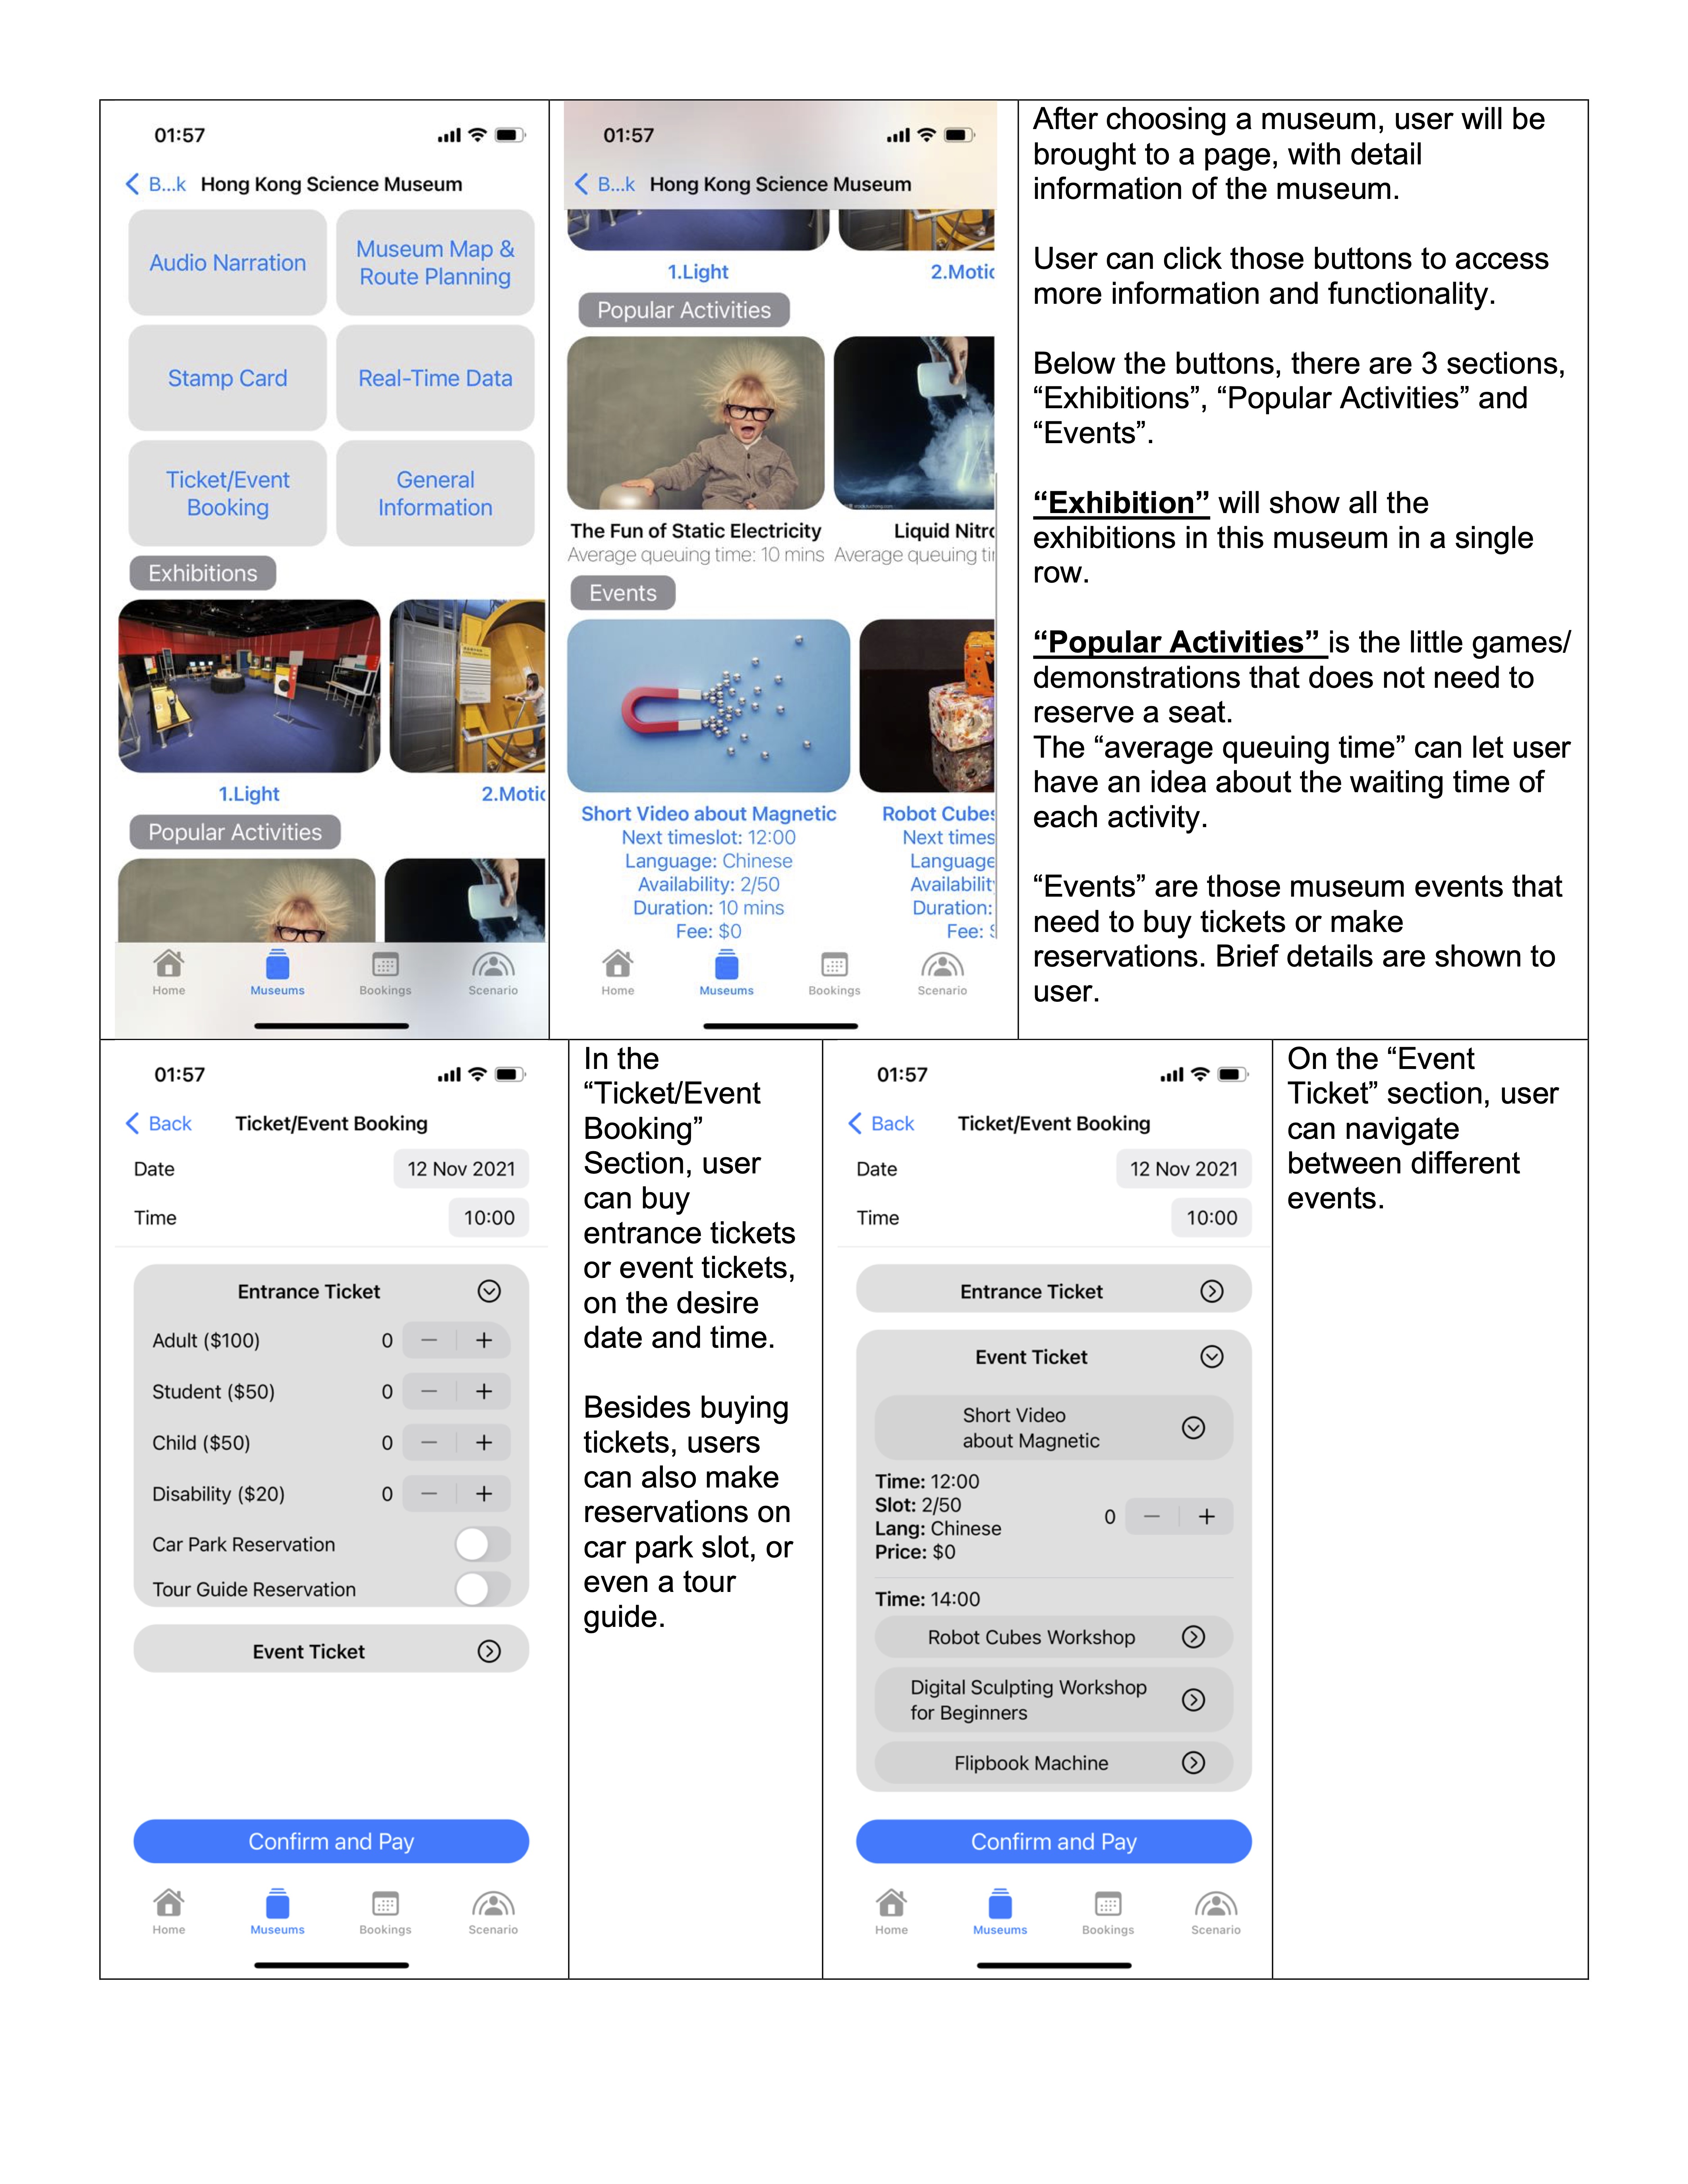 01:57
B...k Hong Kong Science Museum
Audio Narration
Museum Map &
Route Planning
Stamp Card
Real-Time Data
Ticket/Event
Booking
General
Information
Exhibitions
1.Light
2.Motic
Popular Activities
Home
Museums
Bookings
Scenario
01:57
B...k Hong Kong Science Museum
1.Light
2.Motic
Popular Activities
The Fun of Static Electricity
Average queuing time: 10 mins
Liquid Nitro
Average queuing tir
Events
Short Video about Magnetic
Next timeslot: 12:00
Language: Chinese
Availability: 2/50
Duration: 10 mins
Fee: $0
Robot Cubes
Next times
Language
Availabilit
Duration:
Fee: $
Home
Museums
Bookings
Scenario
After choosing a museum, user will be
brought to a page, with detail
information of the museum.
User can click those buttons to access
more information and functionality.
Below the buttons, there are 3 sections,
“Exhibitions”, “Popular Activities” and
“Events”.
“Exhibition” will show all the
exhibitions in this museum in a single
row.
“Popular Activities” is the little games/
demonstrations that does not need to
reserve a seat.
The “average queuing time” can let user
have an idea about the waiting time of
each activity.
“Events” are those museum events that
need to buy tickets or make
reservations. Brief details are shown to
user.
01:57
Back Ticket/Event Booking
Date 12 Nov 2021
Time 10:00
Entrance Ticket
Adult ($100) 0 − +
Student ($50) 0 − +
Child ($50) 0 − +
Disability ($20) 0 − +
Car Park Reservation
Tour Guide Reservation
Event Ticket
Confirm and Pay
Home
Museums
Bookings
Scenario
In the
“Ticket/Event
Booking”
Section, user
can buy
entrance tickets
or event tickets,
on the desire
date and time.
Besides buying
tickets, users
can also make
reservations on
car park slot, or
even a tour
guide.
01:57
Back Ticket/Event Booking
Date 12 Nov 2021
Time 10:00
Entrance Ticket
Event Ticket
Short Video
about Magnetic
Time: 12:00
Slot: 2/50
Lang: Chinese
Price: $0
0 − +
Time: 14:00
Robot Cubes Workshop
Digital Sculpting Workshop
for Beginners
Flipbook Machine
Confirm and Pay
Home
Museums
Bookings
Scenario
On the “Event
Ticket” section, user
can navigate
between different
events.